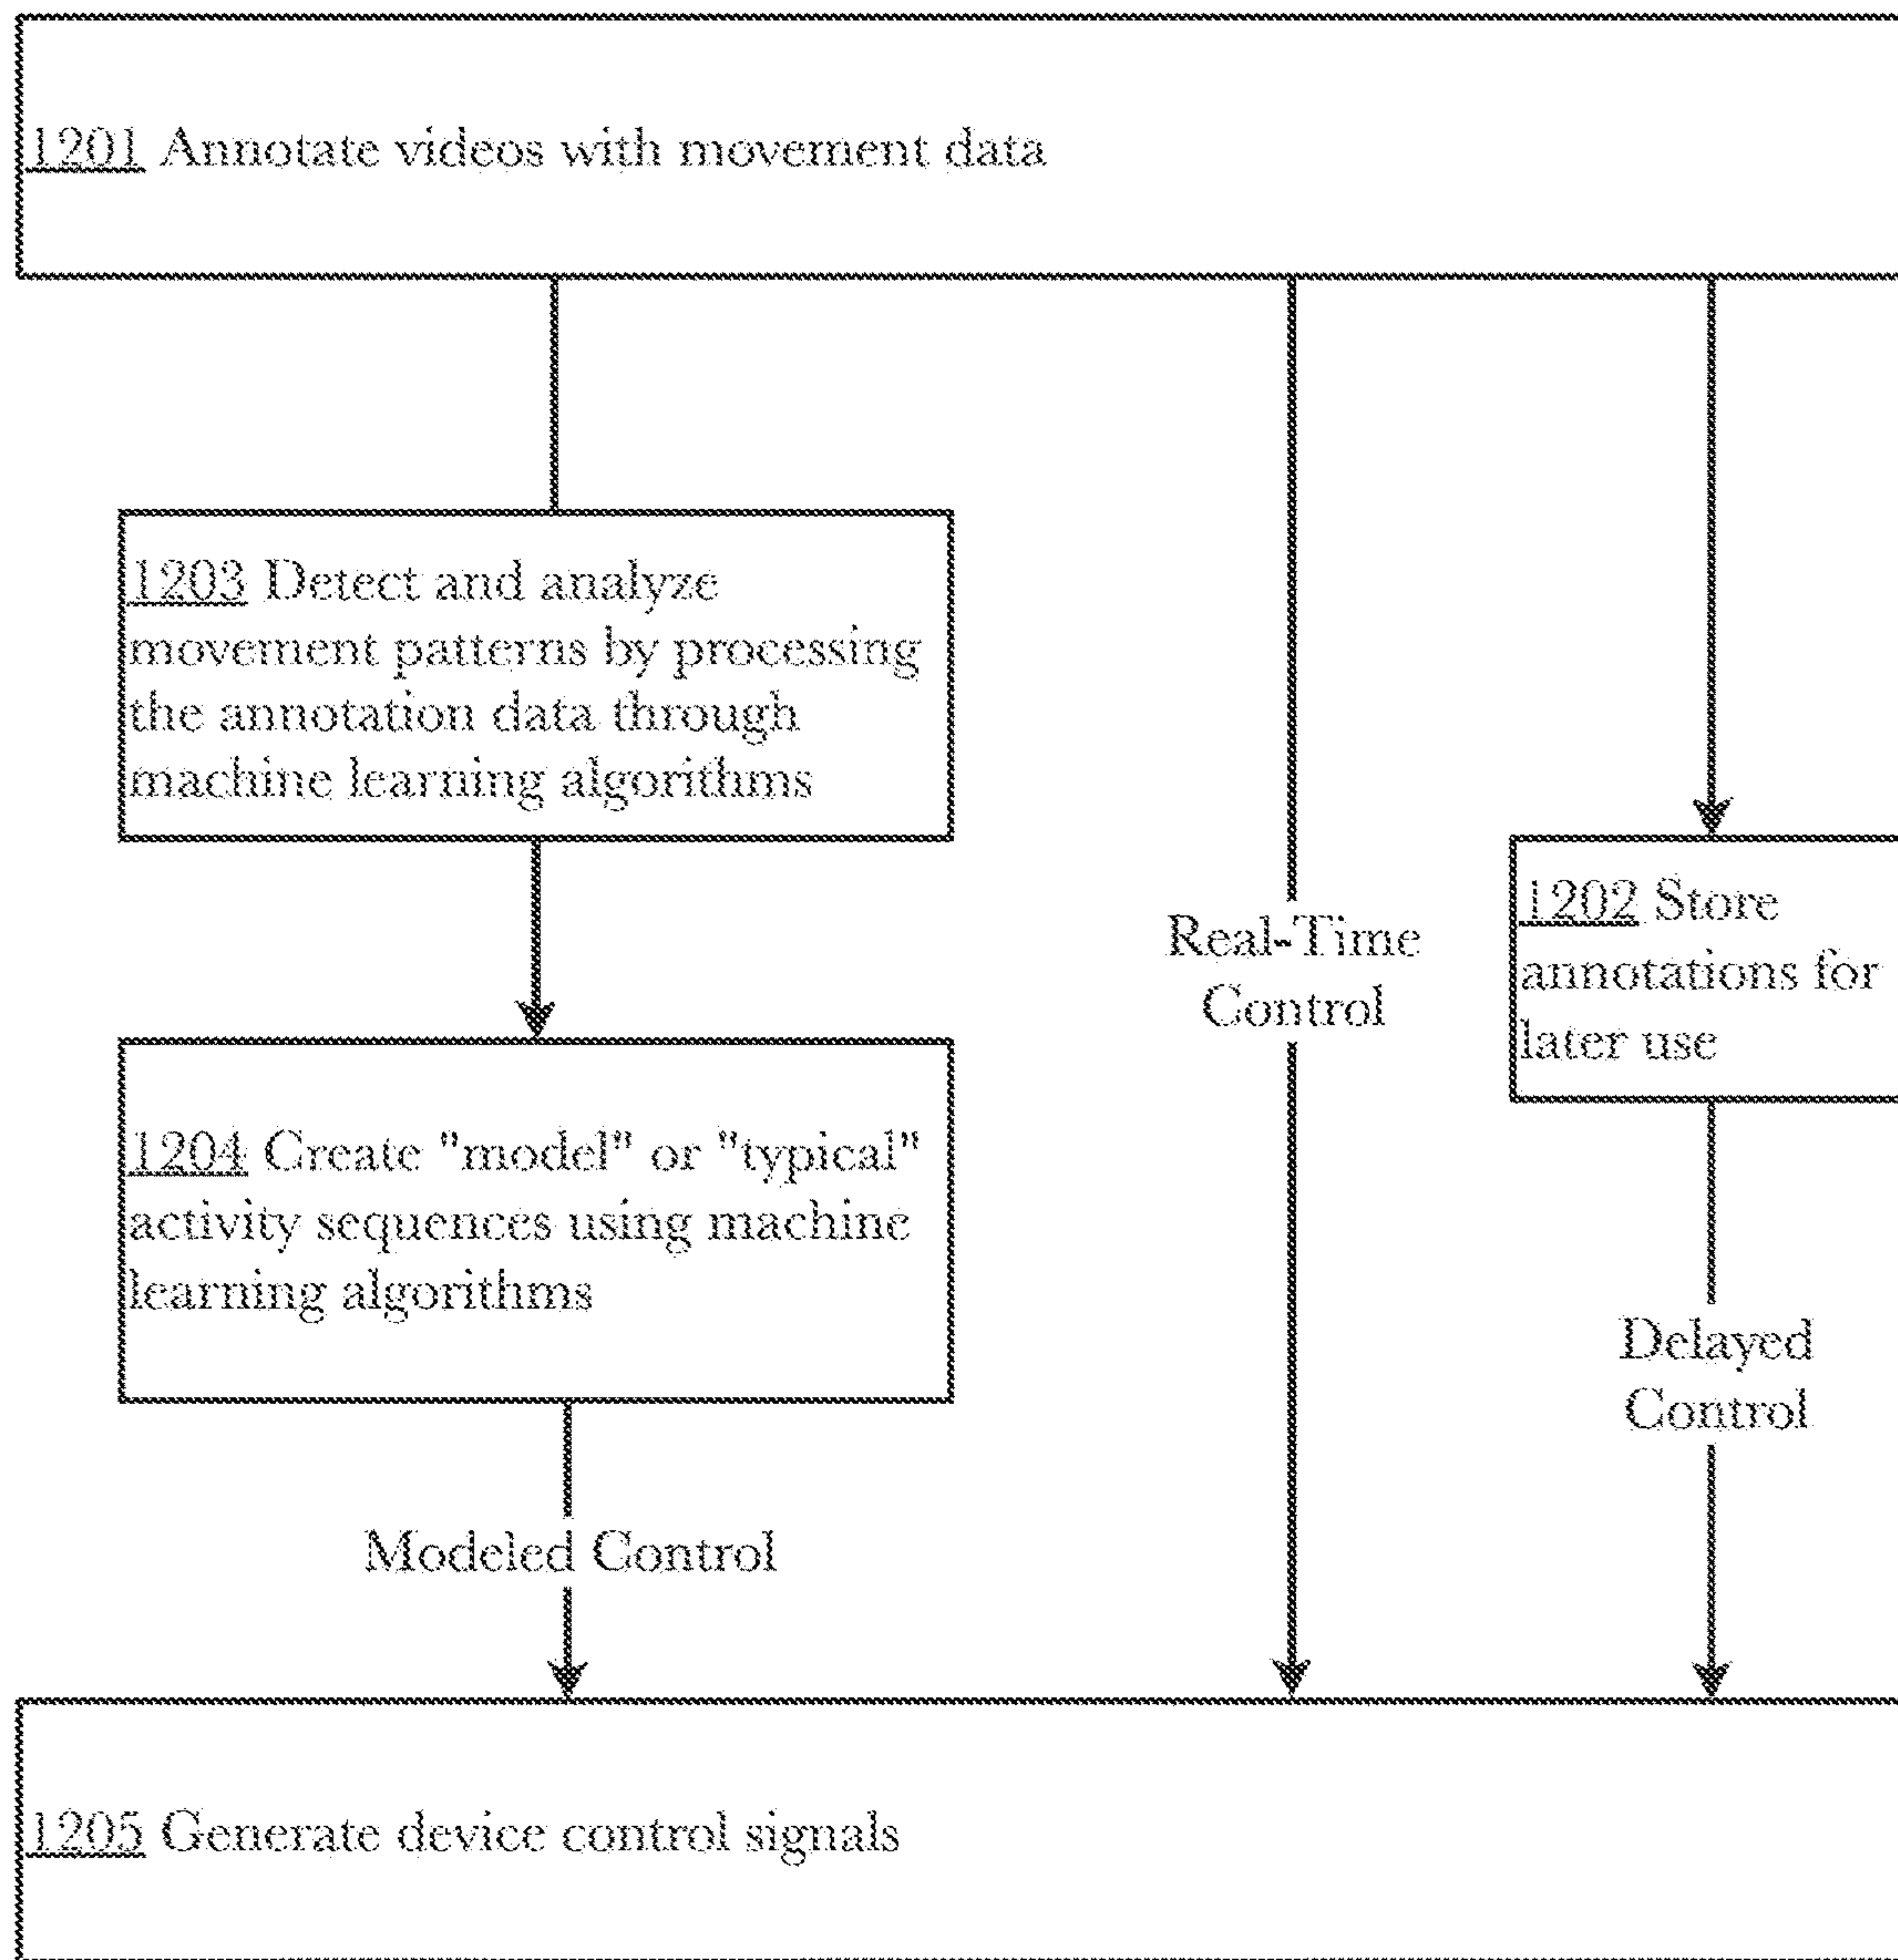 1201 Annotate videos with movement data
1203 Detect and analyze
movement patterns by processing
the annotation data through
machine learning algorithms
Real-Time
Control
1202 Store
annotations for
later use
1204 Create "model" or "typical"
activity sequences using machine
learning algorithms
Delayed
Control
Modeled Control
1205 Generate device control signals